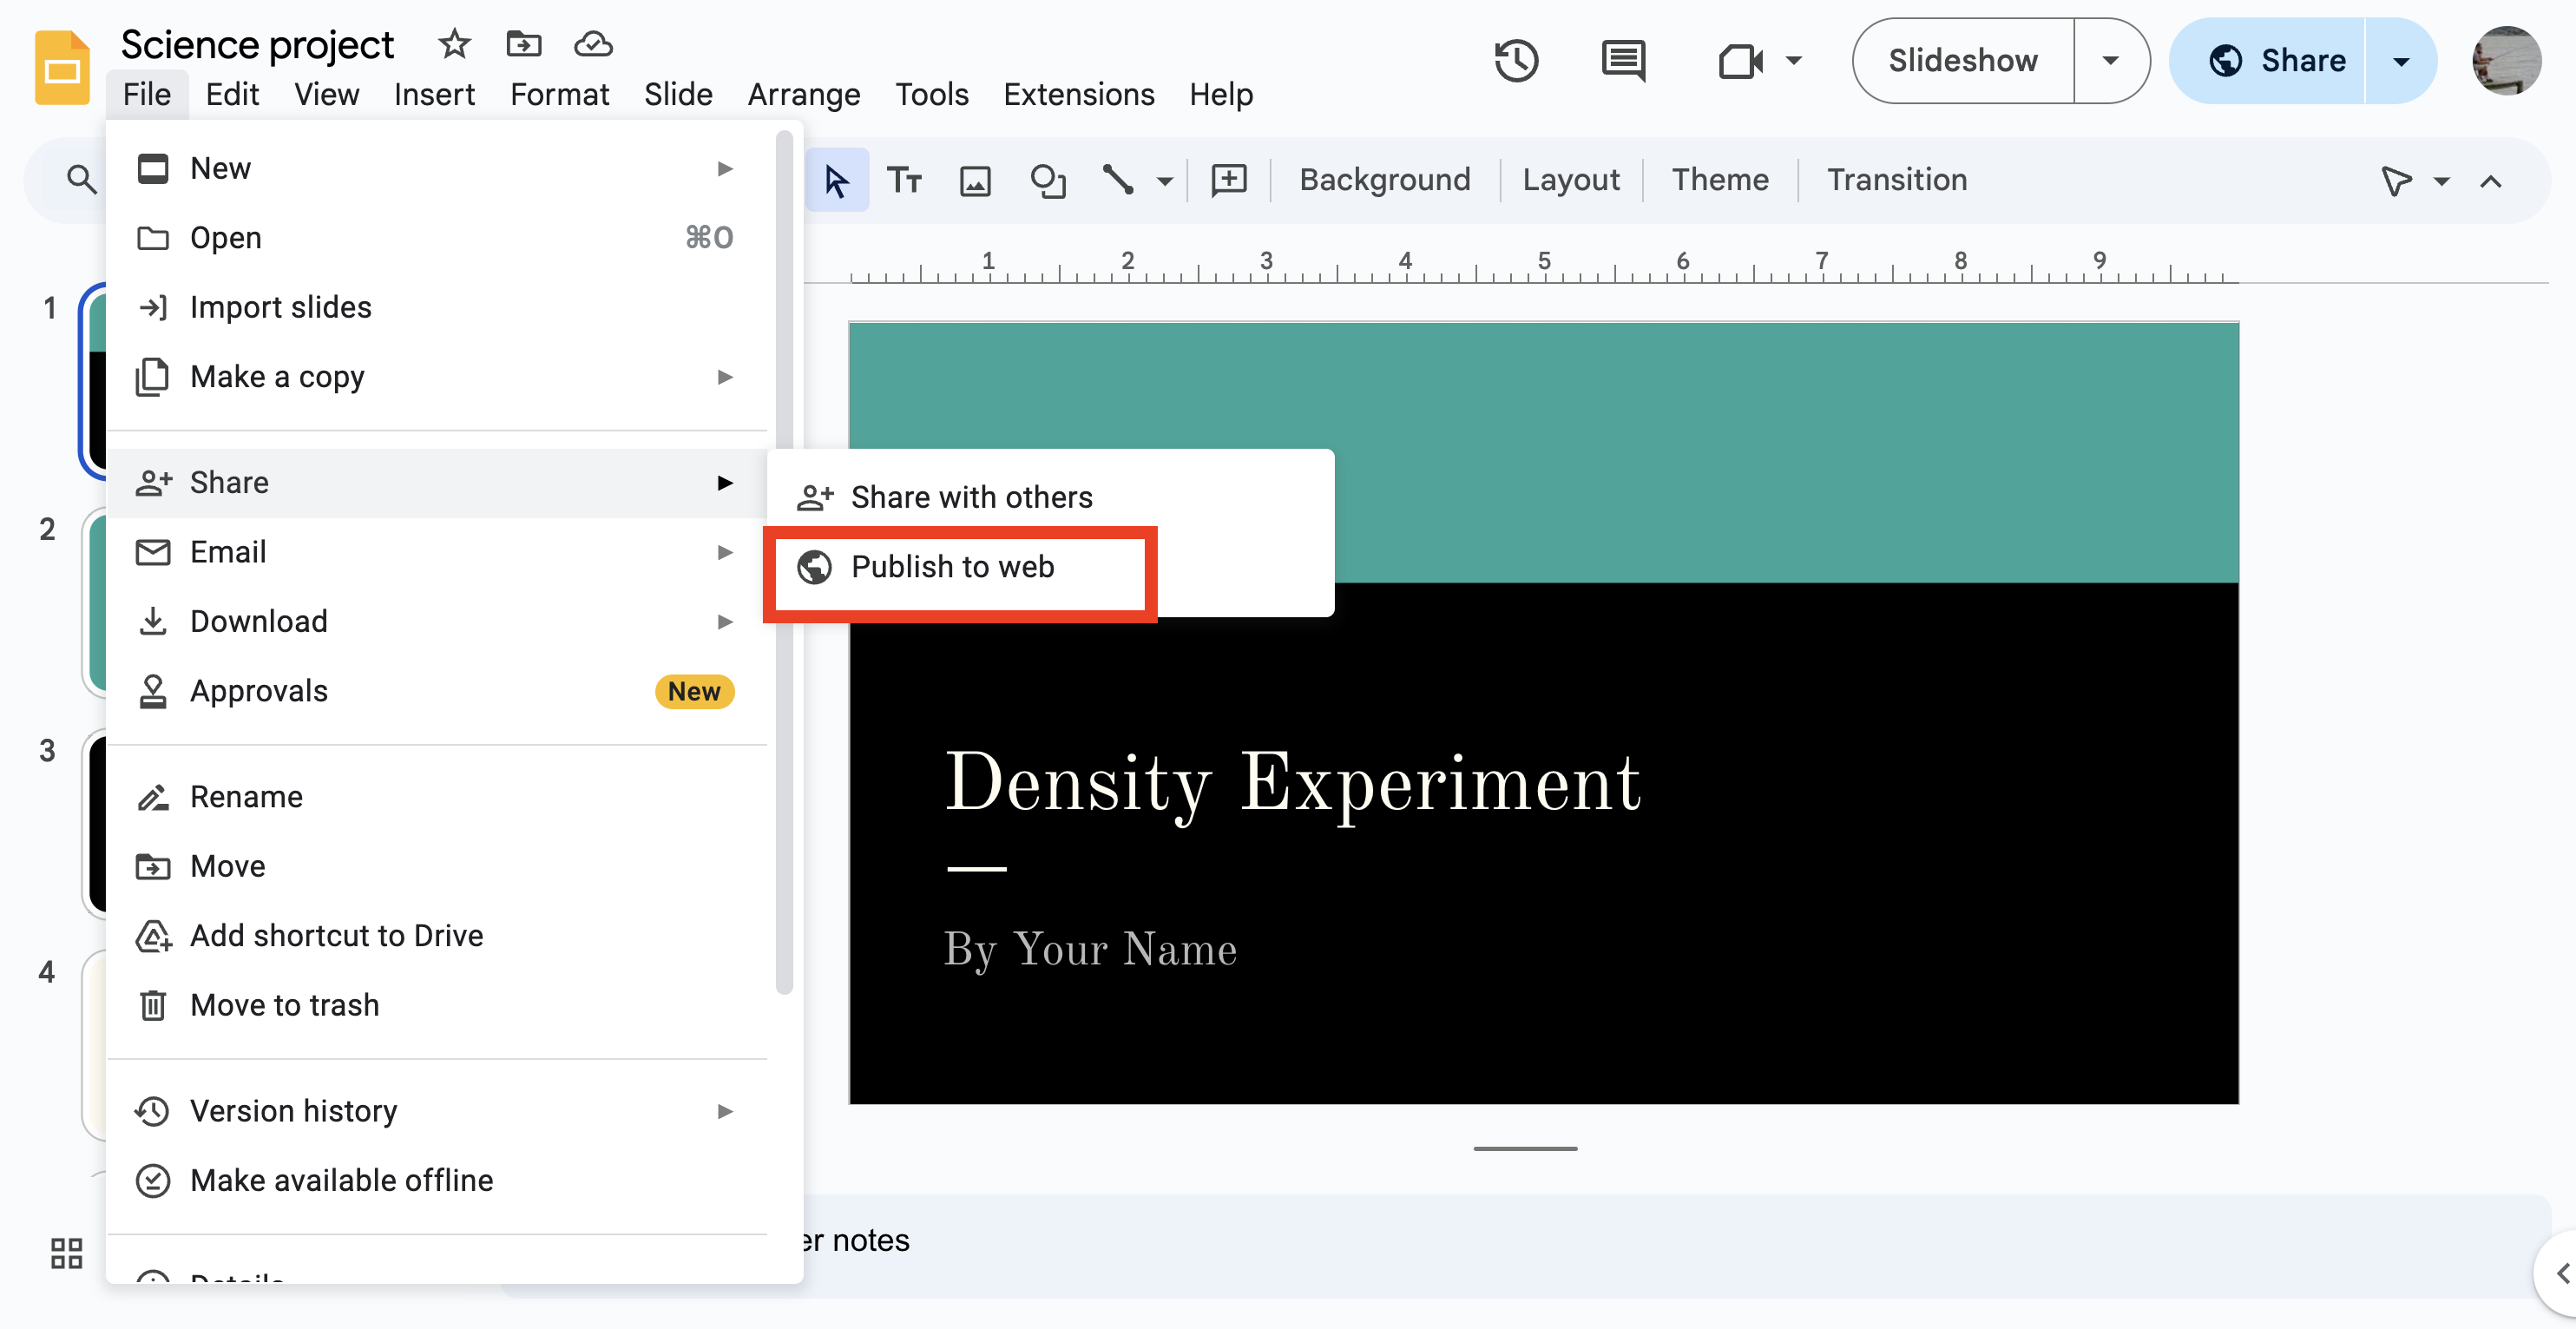 Science project
File Edit View Insert Format Slide Arrange Tools Extensions Help
Slideshow
Share
New
Open ⌘O
Import slides
Make a copy
Share
Email
Download
Approvals New
Rename
Move
Add shortcut to Drive
Move to trash
Version history
Make available offline
Details
Share with others
Publish to web
Tr Background Layout Theme Transition
1 2 3 4 5 6 7 8 9
1
2
3
4
Density Experiment
By Your Name
er notes